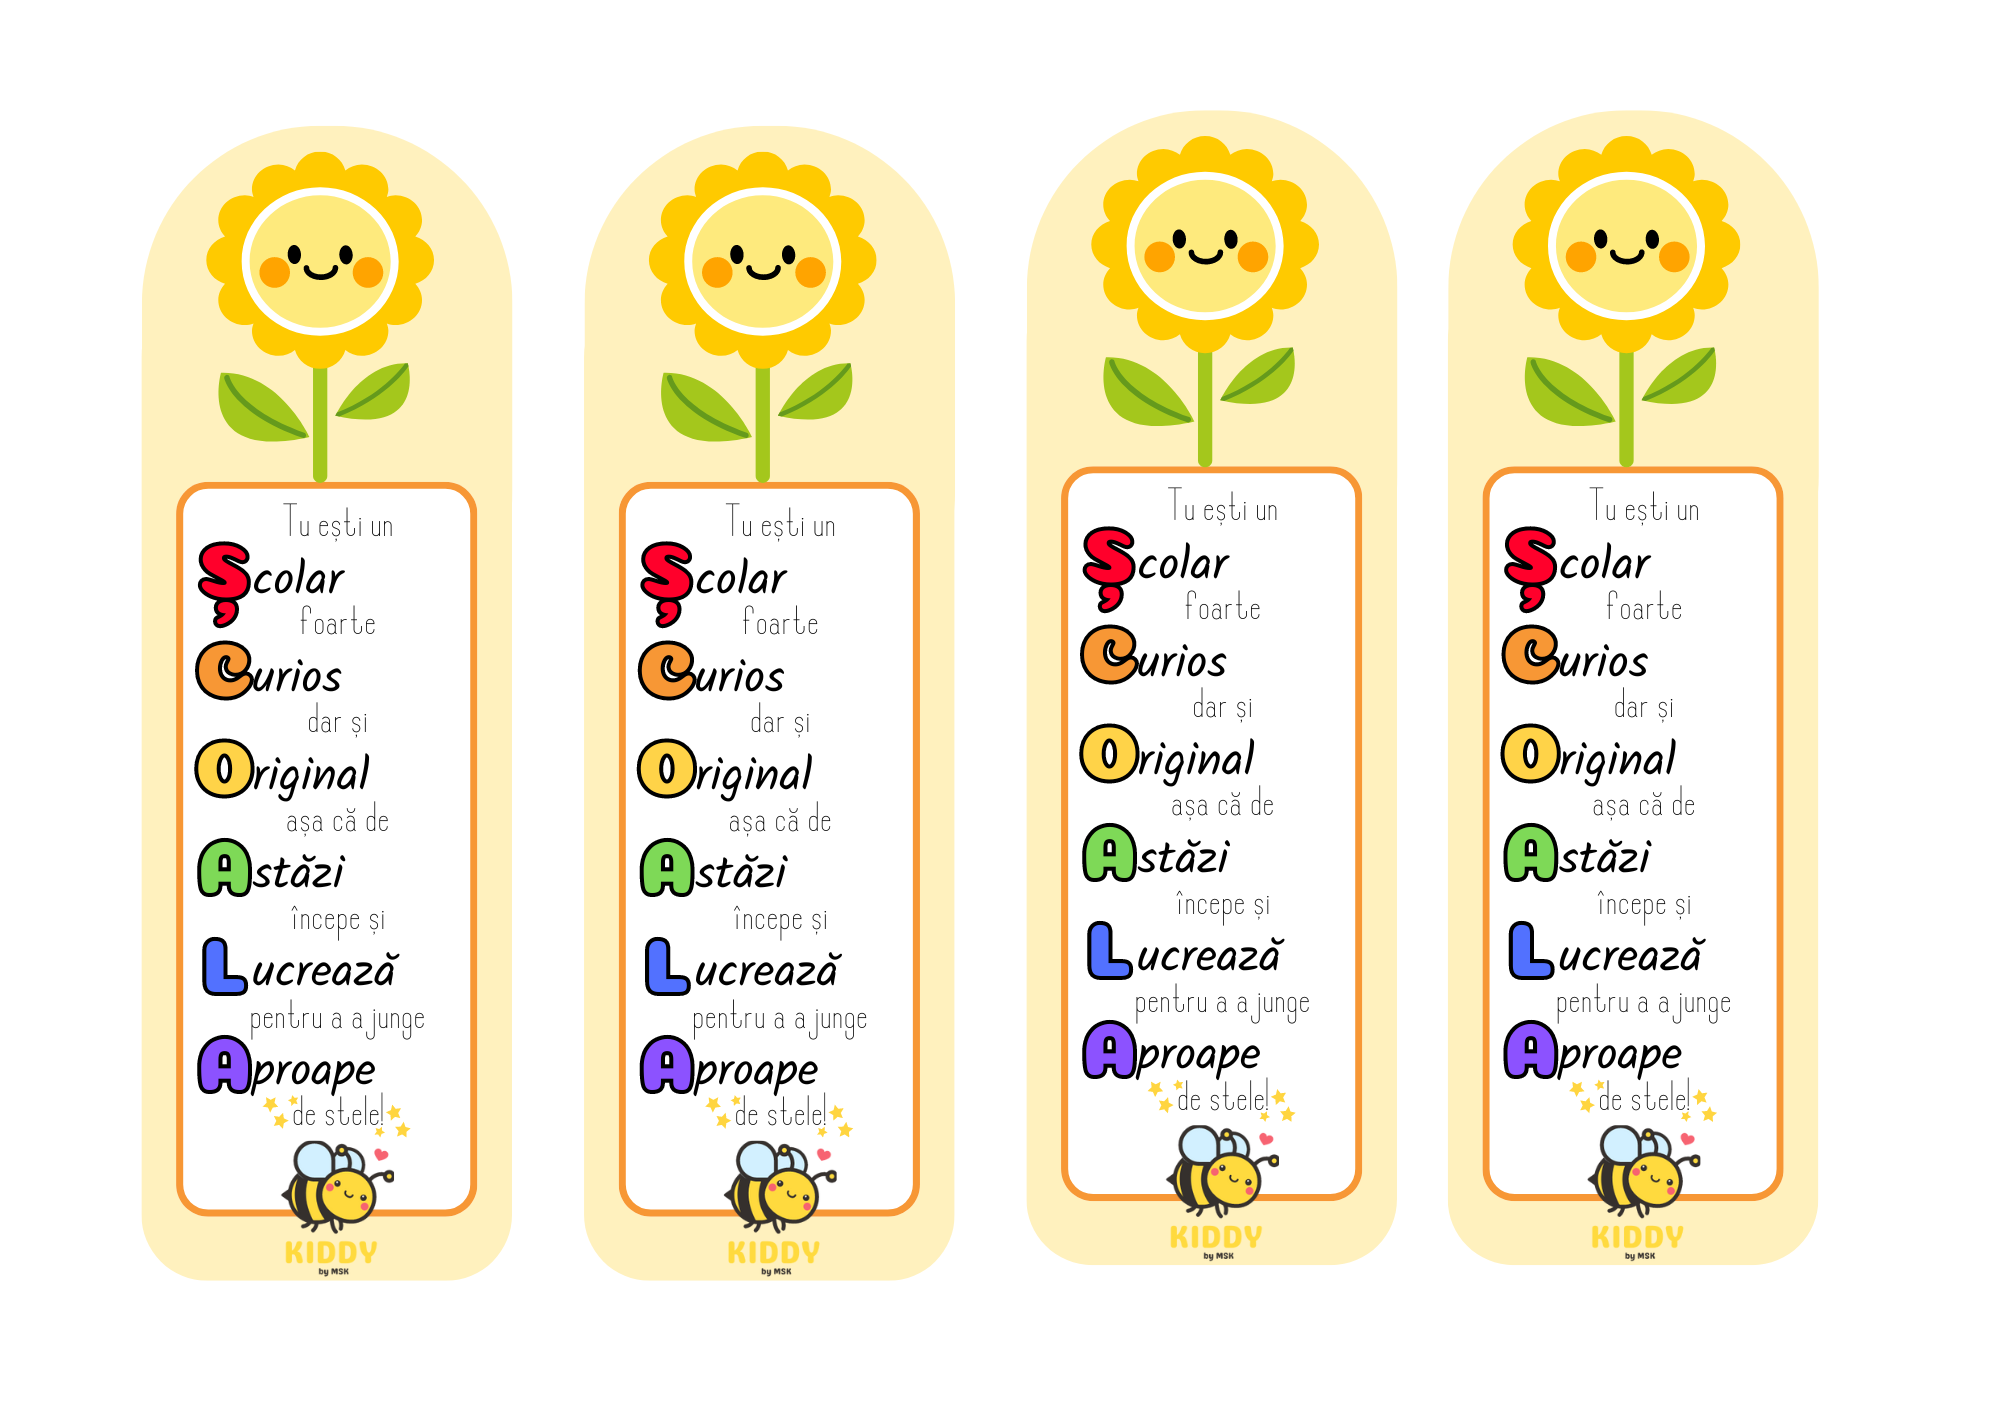 Tu ești un
Școlar
foarte
Curios
dar și
Original
așa că de
Astăzi
începe și
Lucrează
pentru a ajunge
Aproape
de stele!
KIDDY
by MSK
Tu ești un
Școlar
foarte
Curios
dar și
Original
așa că de
Astăzi
începe și
Lucrează
pentru a ajunge
Aproape
de stele!
KIDDY
by MSK
Tu ești un
Școlar
foarte
Curios
dar și
Original
așa că de
Astăzi
începe și
Lucrează
pentru a ajunge
Aproape
de stele!
KIDDY
by MSK
Tu ești un
Școlar
foarte
Curios
dar și
Original
așa că de
Astăzi
începe și
Lucrează
pentru a ajunge
Aproape
de stele!
KIDDY
by MSK